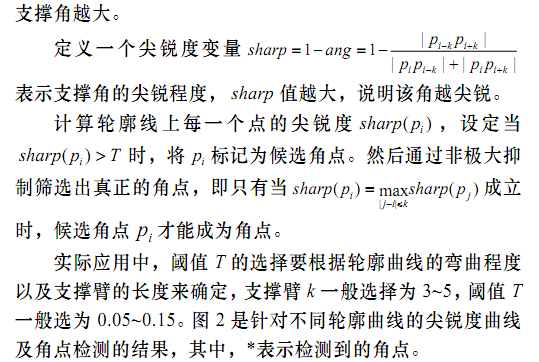 支撑角越大。
定义一个尖锐度变量 sharp = 1 − ang = 1 − | p_{i−k} p_{i+k} | / ( | p_i p_{i−k} | + | p_i p_{i+k} | )
表示支撑角的尖锐程度，sharp 值越大，说明该角越尖锐。
计算轮廓线上每一个点的尖锐度 sharp(p_i)，设定当
sharp(p_i) > T 时，将 p_i 标记为候选角点。然后通过非极大抑
制筛选出真正的角点，即只有当 sharp(p_i) = max_{|j−i|≤k} sharp(p_j) 成立
时，候选角点 p_i 才能成为角点。
实际应用中，阈值 T 的选择要根据轮廓曲线的弯曲程度
以及支撑臂的长度来确定，支撑臂 k 一般选择为 3~5，阈值 T
一般选为 0.05~0.15。图 2 是针对不同轮廓曲线的尖锐度曲线
及角点检测的结果，其中，*表示检测到的角点。